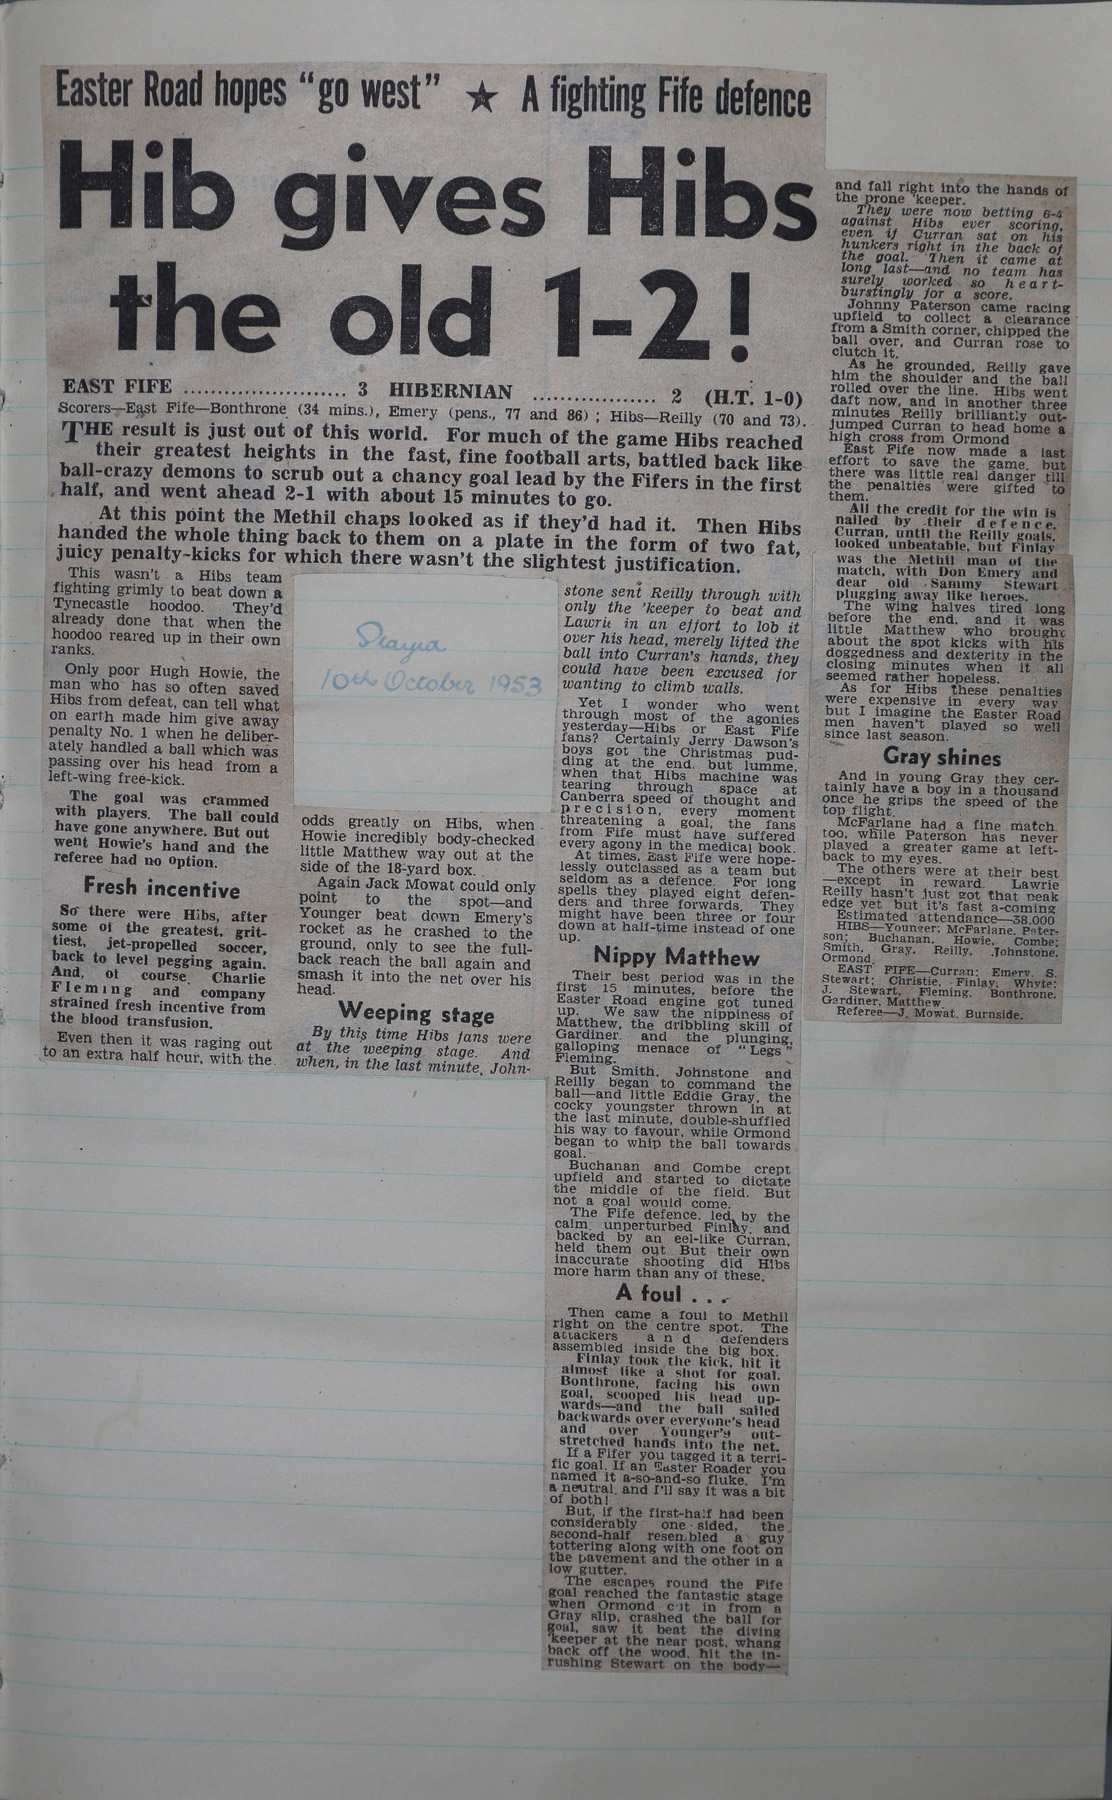 Easter Road hopes "go west" ★ A fighting Fife defence
Hib gives Hibs
the old 1-2!
EAST FIFE ..................... 3 HIBERNIAN ................. 2 (H.T. 1-0)
Scorers—East Fife—Bonthrone (34 mins.), Emery (pens., 77 and 86) ; Hibs—Reilly (70 and 73).
THE result is just out of this world. For much of the game Hibs reached
their greatest heights in the fast, fine football arts, battled back like
ball-crazy demons to scrub out a chancy goal lead by the Fifers in the first
half, and went ahead 2-1 with about 15 minutes to go.
At this point the Methil chaps looked as if they'd had it. Then Hibs
handed the whole thing back to them on a plate in the form of two fat,
juicy penalty-kicks for which there wasn't the slightest justification.
This wasn't a Hibs team
fighting grimly to beat down a
Tynecastle hoodoo. They'd
already done that when the
hoodoo reared up in their own
ranks.
Only poor Hugh Howie, the
man who has so often saved
Hibs from defeat, can tell what
on earth made him give away
penalty No. 1 when he deliber-
ately handled a ball which was
passing over his head from a
left-wing free-kick.
The goal was crammed
with players. The ball could
have gone anywhere. But out
went Howie's hand and the
referee had no option.
Fresh incentive
So there were Hibs, after
some of the greatest, grit-
tiest, jet-propelled soccer,
back to level pegging again.
And, of course, Charlie
Fleming and company
strained fresh incentive from
the blood transfusion.
Even then it was raging out
to an extra half hour, with the
Played
10th October 1953
odds greatly on Hibs, when
Howie incredibly body-checked
little Matthew way out at the
side of the 18-yard box.
Again Jack Mowat could only
point to the spot—and
Younger beat down Emery's
rocket as he crashed to the
ground, only to see the full-
back reach the ball again and
smash it into the net over his
head.
Weeping stage
By this time Hibs fans were
at the weeping stage. And
when, in the last minute, John-
stone sent Reilly through with
only the 'keeper to beat and
Lawrie in an effort to lob it
over his head, merely lifted the
ball into Curran's hands, they
could have been excused for
wanting to climb walls.
Yet I wonder who went
through most of the agonies
yesterday—Hibs or East Fife
fans? Certainly Jerry Dawson's
boys got the Christmas pud-
ding at the end. but lumme,
when that Hibs machine was
tearing through space at
Canberra speed of thought and
precision, every moment
threatening a goal, the fans
from Fife must have suffered
every agony in the medical book.
At times, East Fife were hope-
lessly outclassed as a team but
seldom as a defence. For long
spells they played eight defen-
ders and three forwards. They
might have been three or four
down at half-time instead of one
up.
Nippy Matthew
Their best period was in the
first 15 minutes, before the
Easter Road engine got tuned
up. We saw the nippiness of
Matthew, the dribbling skill of
Gardiner, and the plunging,
galloping menace of "Legs"
Fleming.
But Smith, Johnstone and
Reilly began to command the
ball—and little Eddie Gray, the
cocky youngster thrown in at
the last minute, double-shuffled
his way to favour, while Ormond
began to whip the ball towards
goal.
Buchanan and Combe crept
upfield and started to dictate
the middle of the field. But
not a goal would come.
The Fife defence, led by the
calm, unperturbed Finlay, and
backed by an eel-like Curran,
held them out. But their own
inaccurate shooting did Hibs
more harm than any of these.
A foul . . .
Then came a foul to Methil
right on the centre spot. The
attackers and defenders
assembled inside the big box.
Finlay took the kick, hit it
almost like a shot for goal.
Bonthrone, facing his own
goal, scooped his head up-
wards—and the ball sailed
backwards over everyone's head
and over Younger's out-
stretched hands into the net.
If a Fifer you tagged it a terri-
fic goal. If an Easter Roader you
named it a-so-and-so fluke. I'm
a neutral, and I'll say it was a bit
of both!
But, if the first-half had been
considerably one-sided, the
second-half resembled a guy
tottering along with one foot on
the pavement and the other in a
low gutter.
The escapes round the Fife
goal reached the fantastic stage
when Ormond cut in from a
Gray slip, crashed the ball for
goal, saw it beat the diving
'keeper at the near post, whang
back off the wood, hit the in-
rushing Stewart on the body—
and fall right into the hands of
the prone 'keeper.
They were now betting 6-4
against Hibs ever scoring,
even if Curran sat on his
hunkers right in the back of
the goal. Then it came at
long last—and no team has
surely worked so heart-
burstingly for a score.
Johnny Paterson came racing
upfield to collect a clearance
from a Smith corner, chipped the
ball over, and Curran rose to
clutch it.
As he grounded, Reilly gave
him the shoulder and the ball
rolled over the line. Hibs went
daft now, and in another three
minutes Reilly brilliantly out-
jumped Curran to head home a
high cross from Ormond
East Fife now made a last
effort to save the game, but
there was little real danger till
the penalties were gifted to
them.
All the credit for the win is
nailed by their defence.
Curran, until the Reilly goals,
looked unbeatable, but Finlay
was the Methil man of the
match, with Don Emery and
dear old Sammy Stewart
plugging away like heroes.
The wing halves tired long
before the end, and it was
little Matthew who brought
about the spot kicks with his
doggedness and dexterity in the
closing minutes when it all
seemed rather hopeless.
As for Hibs these penalties
were expensive in every way
but I imagine the Easter Road
men haven't played so well
since last season.
Gray shines
And in young Gray they cer-
tainly have a boy in a thousand
once he grips the speed of the
top flight.
McFarlane had a fine match
too, while Paterson has never
played a greater game at left-
back to my eyes.
The others were at their best
—except in reward. Lawrie
Reilly hasn't just got that peak
edge yet but it's fast a-coming
Estimated attendance—38,000
HIBS—Younger; McFarlane, Pater-
son; Buchanan, Howie, Combe;
Smith, Gray, Reilly, Johnstone,
Ormond.
EAST FIFE—Curran; Emery, S.
Stewart; Christie, Finlay, Whyte;
J. Stewart, Fleming, Bonthrone,
Gardiner, Matthew
Referee—J. Mowat, Burnside.